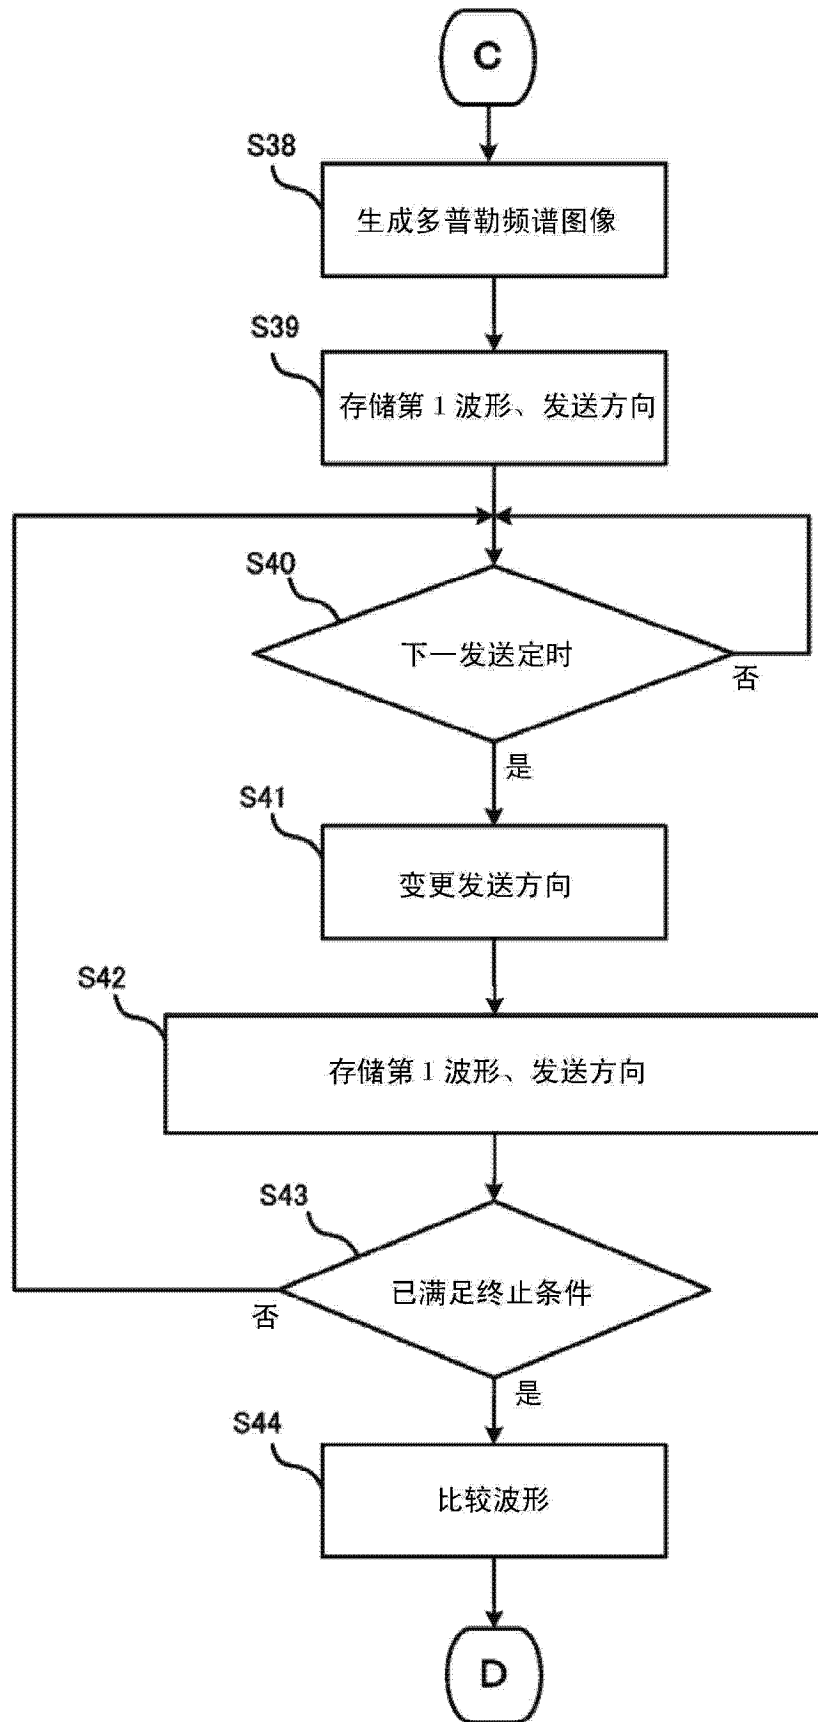 C
S38
生成多普勒频谱图像
S39
存储第1波形、发送方向
S40
下一发送定时
否
是
S41
变更发送方向
S42
存储第1波形、发送方向
S43
已满足终止条件
否
是
S44
比较波形
D